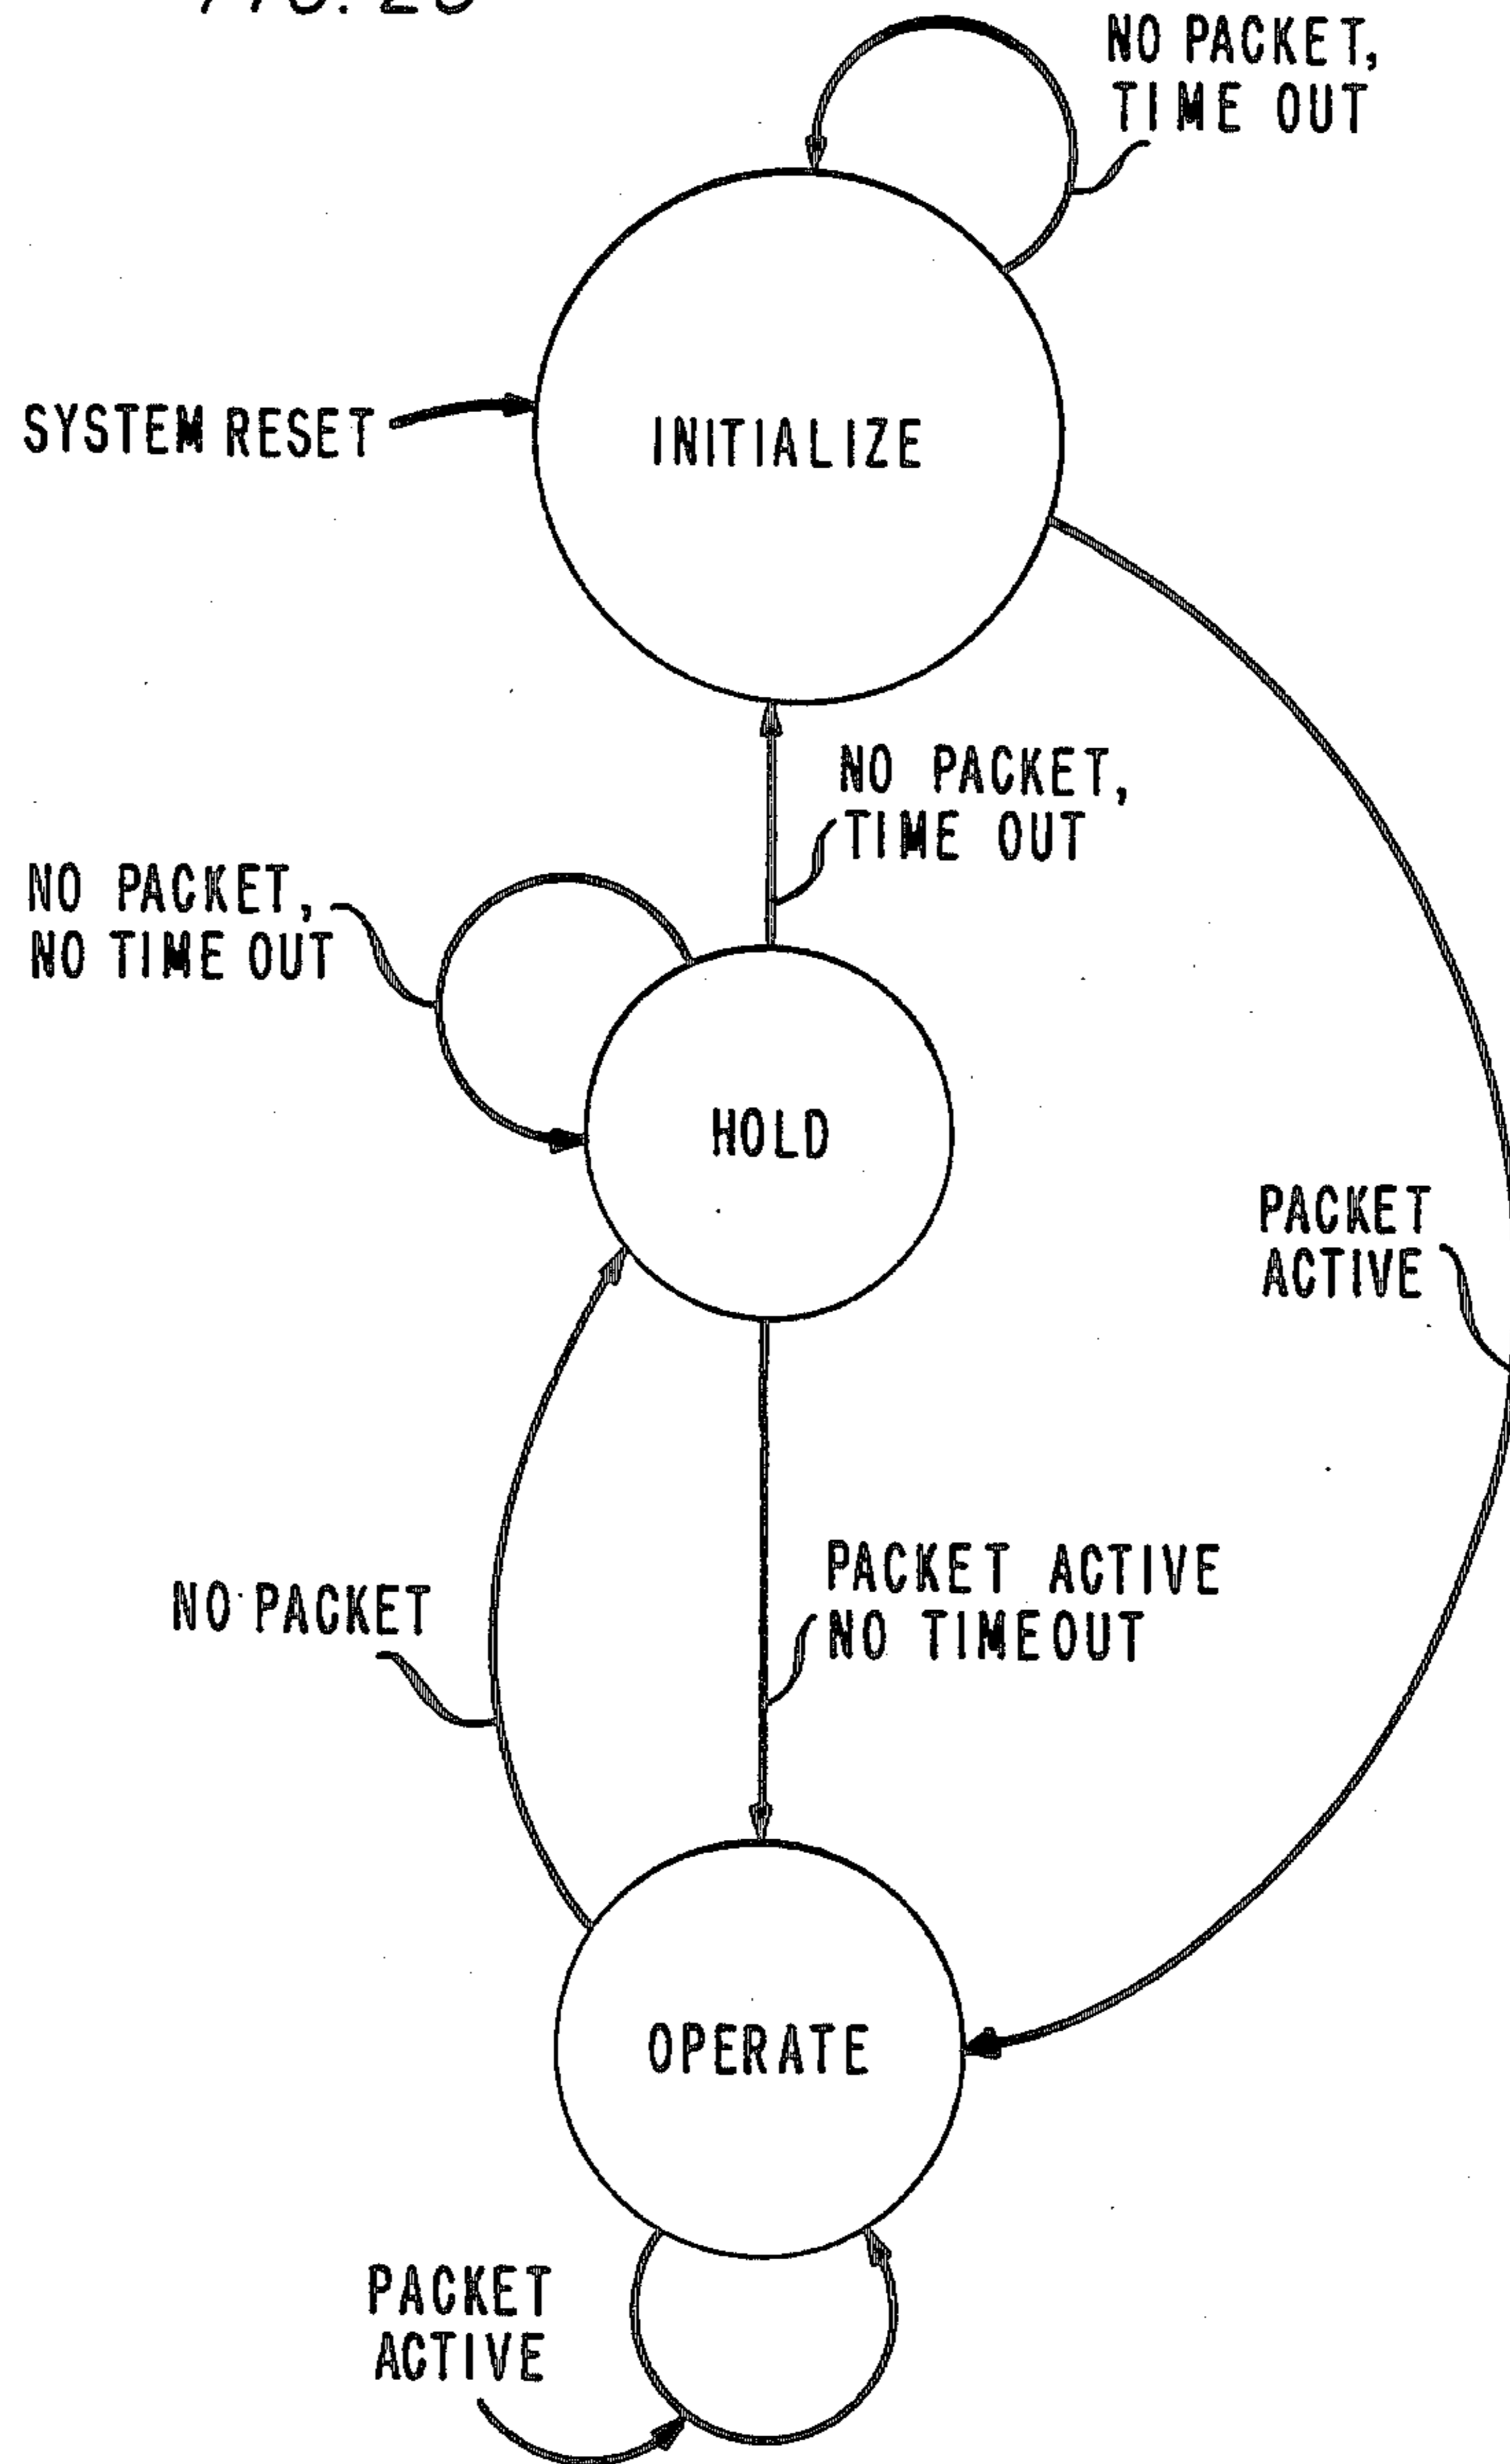 NO PACKET,
TIME OUT
SYSTEM RESET
INITIALIZE
NO PACKET,
TIME OUT
NO PACKET,
NO TIME OUT
HOLD
PACKET
ACTIVE
PACKET ACTIVE
NO TIMEOUT
NO PACKET
OPERATE
PACKET
ACTIVE